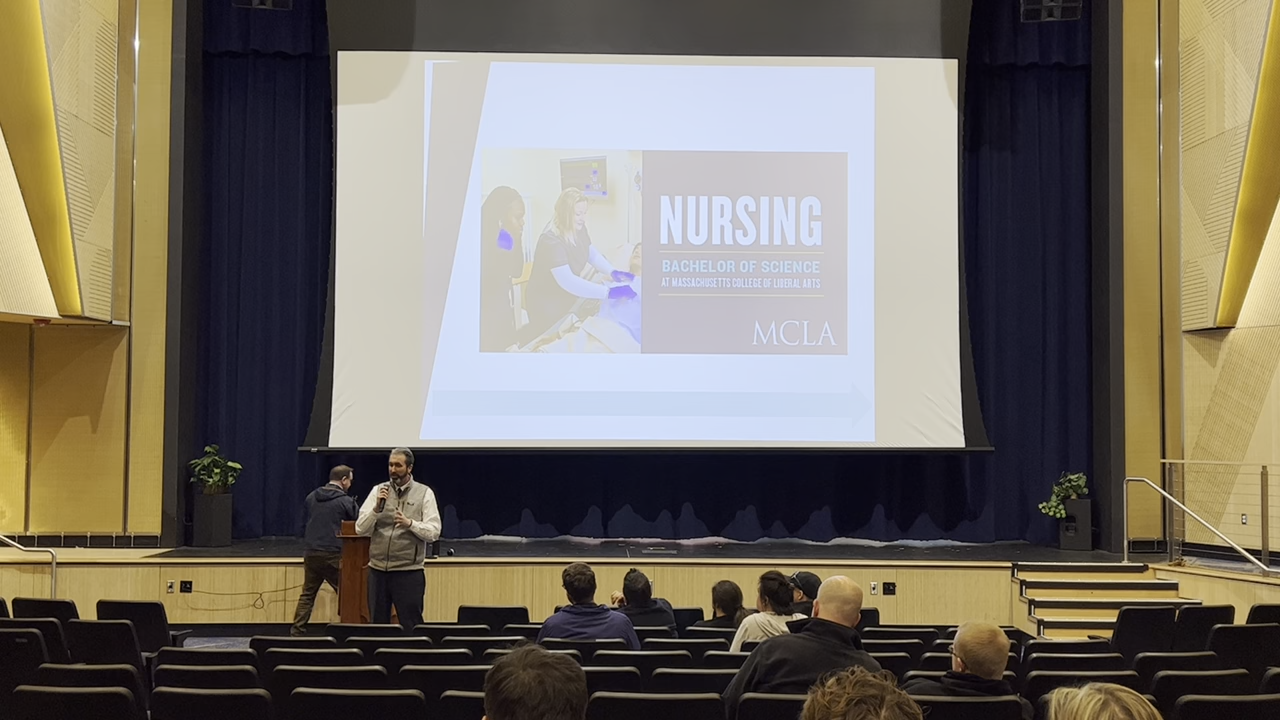 NURSING
BACHELOR OF SCIENCE
AT MASSACHUSETTS COLLEGE OF LIBERAL ARTS
MCLA